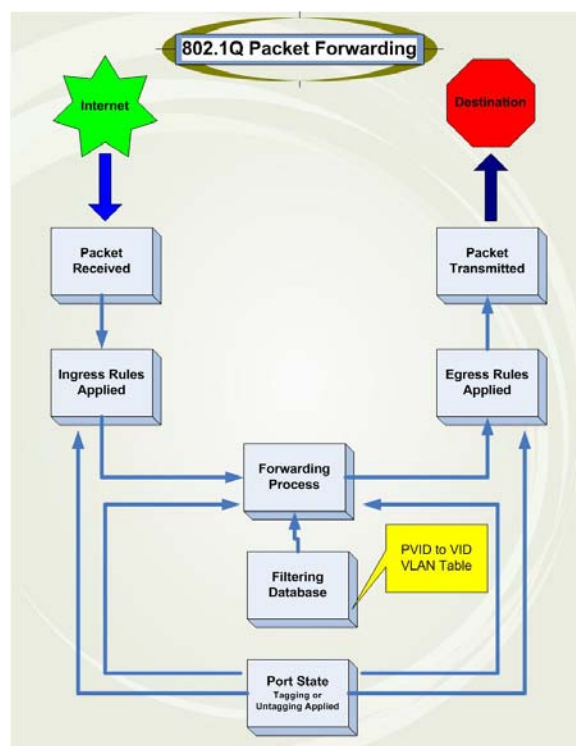 802.1Q Packet Forwarding
Internet
Destination
Packet
Received
Packet
Transmitted
Ingress Rules
Applied
Egress Rules
Applied
Forwarding
Process
Filtering
Database
PVID to VID
VLAN Table
Port State
Tagging or
Untagging Applied